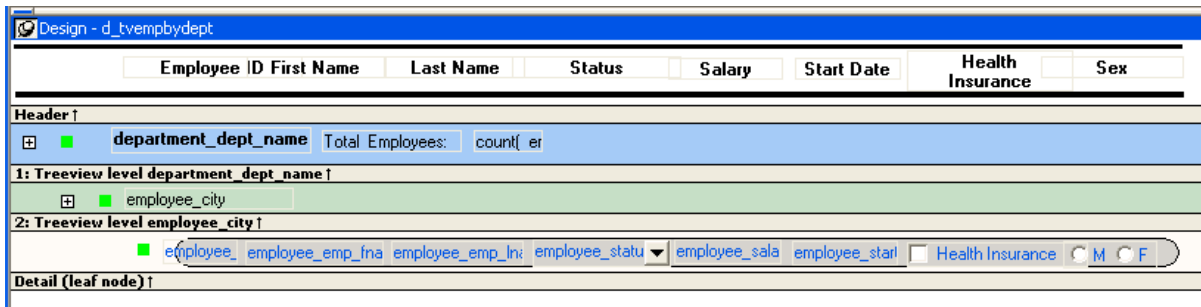 Design - d_tvempbydept
Employee ID First Name Last Name Status Salary Start Date Health Insurance Sex
Header ↑
department_dept_name Total Employees: count( er
1: Treeview level department_dept_name ↑
employee_city
2: Treeview level employee_city ↑
employee_ employee_emp_fna employee_emp_lna employee_statu employee_sala employee_start Health Insurance M F
Detail (leaf node) ↑